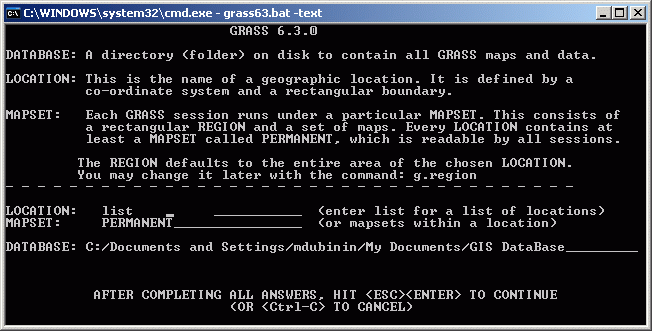 C:\WINDOWS\system32\cmd.exe - grass63.bat -text
GRASS 6.3.0
DATABASE: A directory (folder) on disk to contain all GRASS maps and data.
LOCATION: This is the name of a geographic location. It is defined by a
co-ordinate system and a rectangular boundary.
MAPSET: Each GRASS session runs under a particular MAPSET. This consists of
a rectangular REGION and a set of maps. Every LOCATION contains at
least a MAPSET called PERMANENT, which is readable by all sessions.
The REGION defaults to the entire area of the chosen LOCATION.
You may change it later with the command: g.region
- - - - - - - - - - - - - - - - - - - - - - - - - - - - - - - - - - - -
LOCATION: list _ ______________ (enter list for a list of locations)
MAPSET: PERMANENT________________ (or mapsets within a location)
DATABASE: C:/Documents and Settings/mdubinin/My Documents/GIS DataBase_________
AFTER COMPLETING ALL ANSWERS, HIT <ESC><ENTER> TO CONTINUE
(OR <Ctrl-C> TO CANCEL)